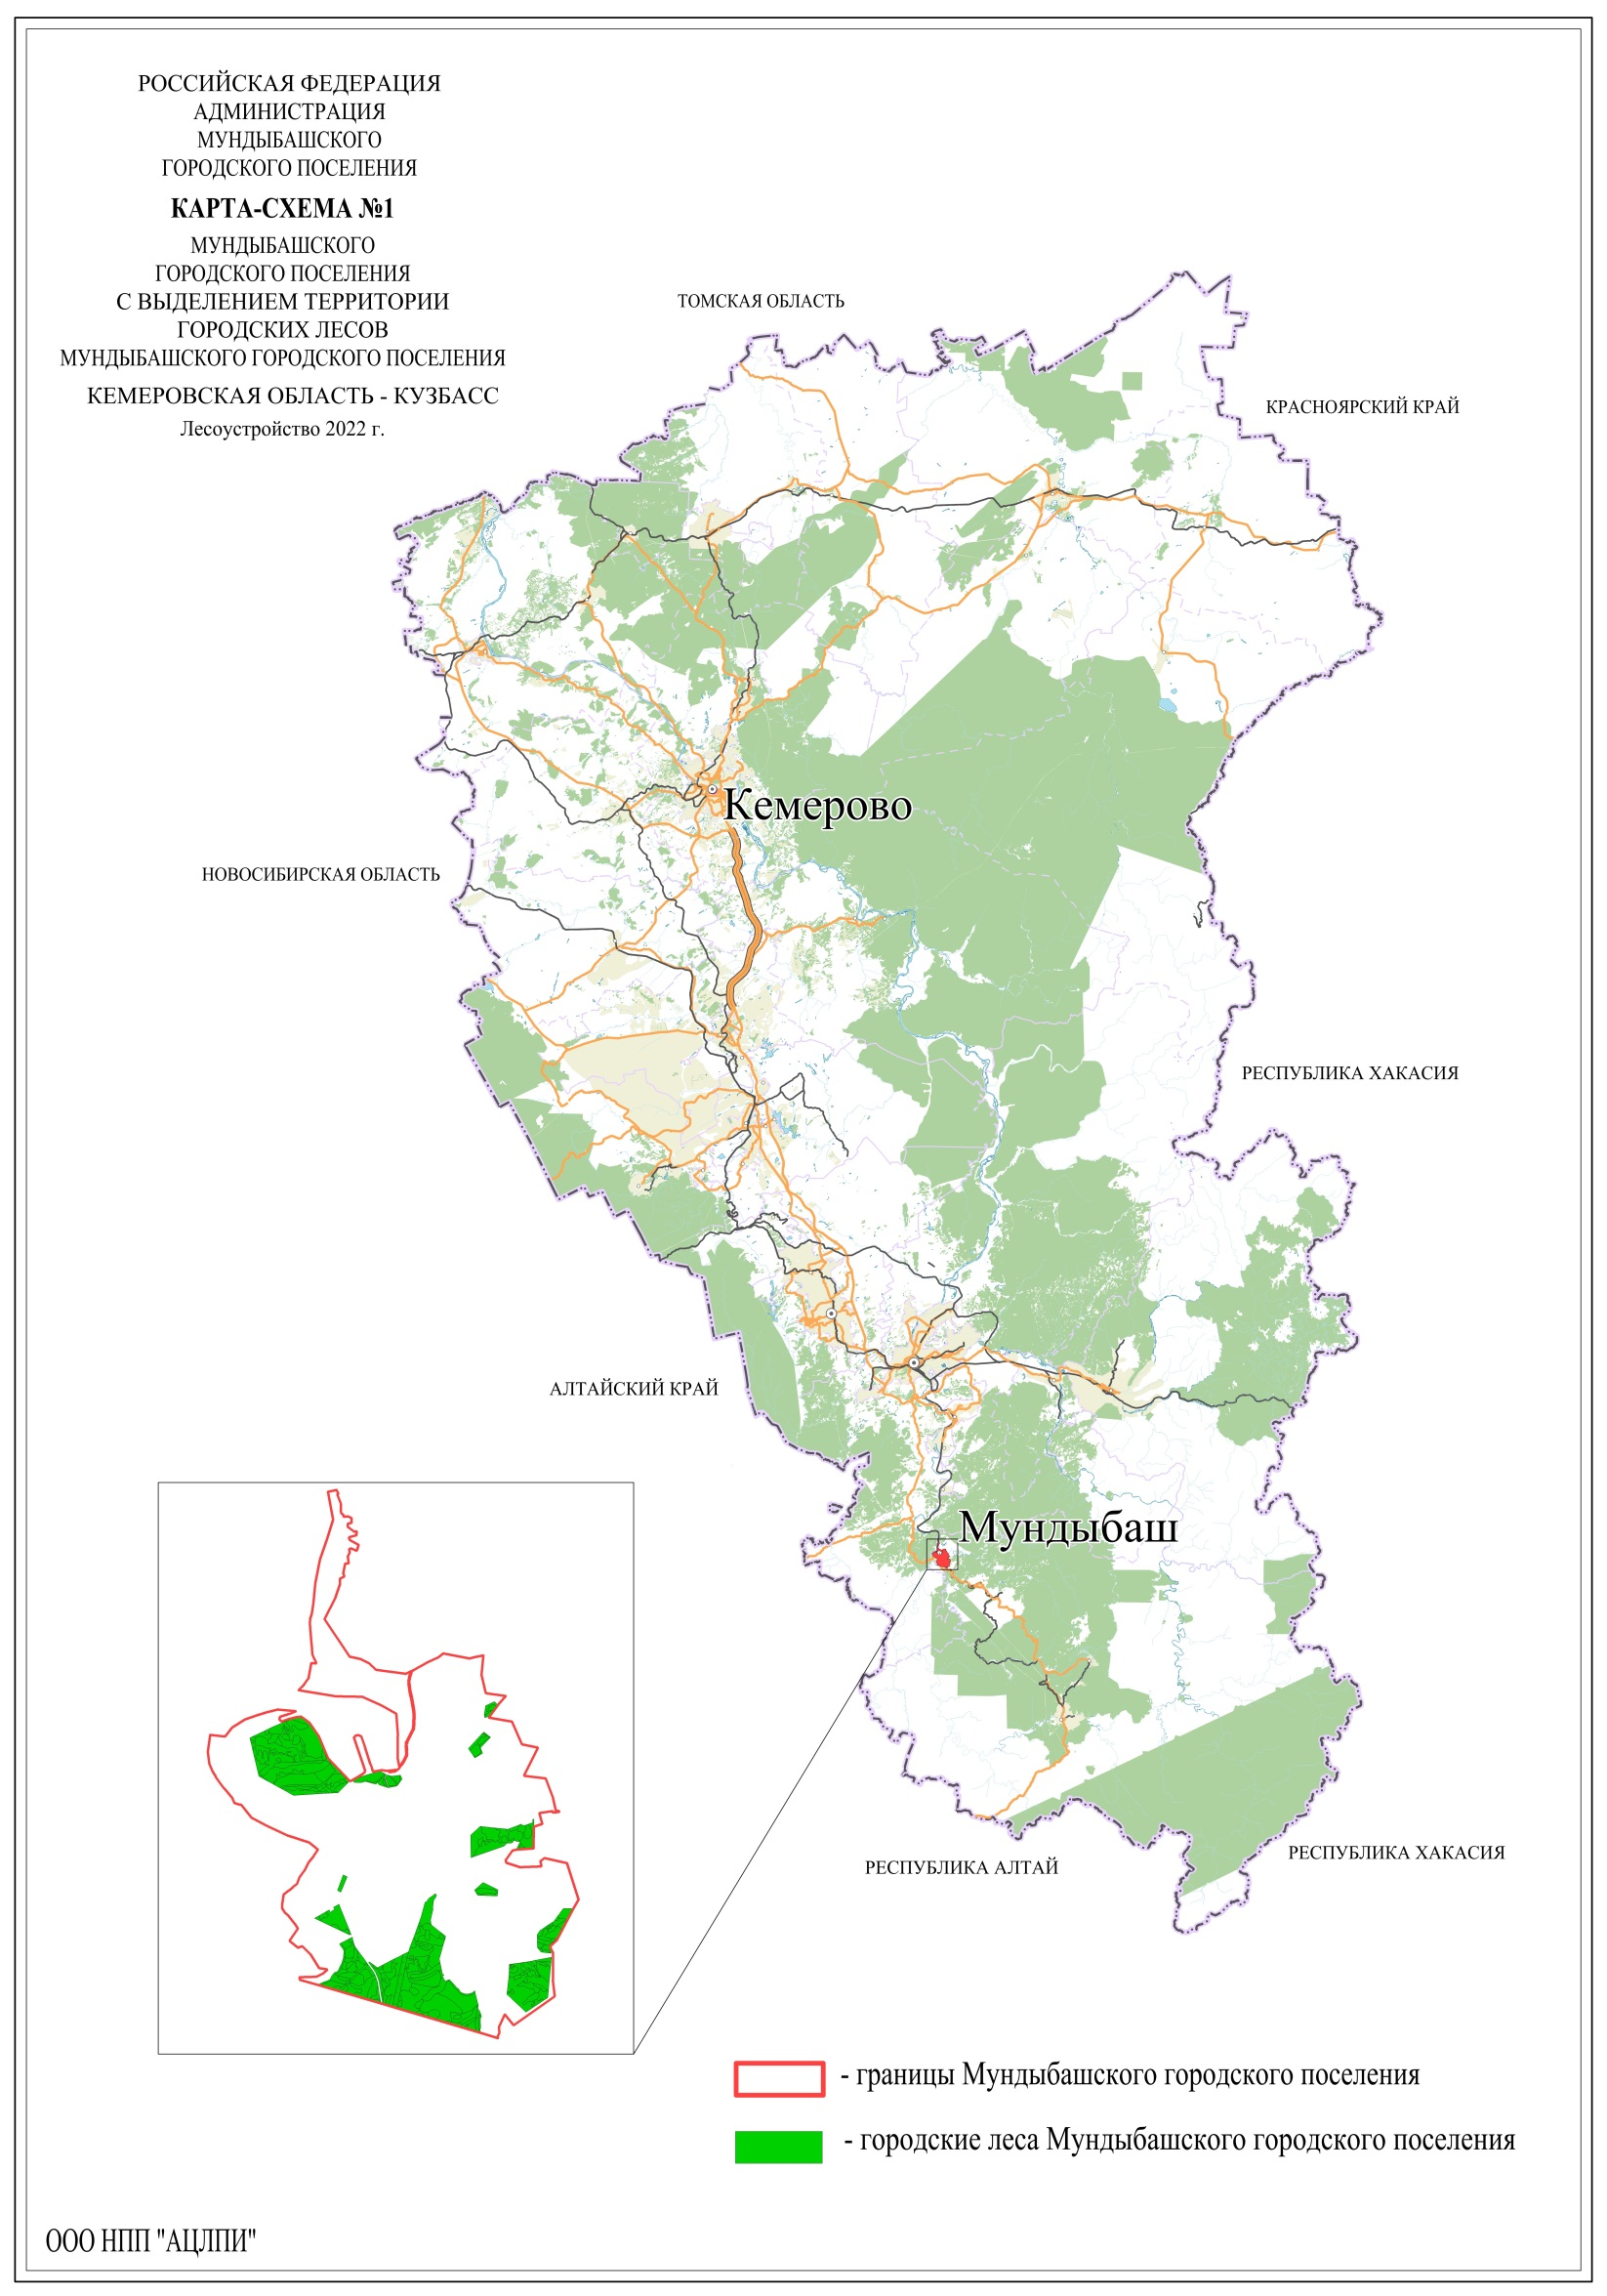 РОССИЙСКАЯ ФЕДЕРАЦИЯ
АДМИНИСТРАЦИЯ
МУНДЫБАШСКОГО
ГОРОДСКОГО ПОСЕЛЕНИЯ
КАРТА-СХЕМА №1
МУНДЫБАШСКОГО
ГОРОДСКОГО ПОСЕЛЕНИЯ
С ВЫДЕЛЕНИЕМ ТЕРРИТОРИИ
ГОРОДСКИХ ЛЕСОВ
МУНДЫБАШСКОГО ГОРОДСКОГО ПОСЕЛЕНИЯ
КЕМЕРОВСКАЯ ОБЛАСТЬ - КУЗБАСС
Лесоустройство 2022 г.
ТОМСКАЯ ОБЛАСТЬ
КРАСНОЯРСКИЙ КРАЙ
Кемерово
НОВОСИБИРСКАЯ ОБЛАСТЬ
РЕСПУБЛИКА ХАКАСИЯ
АЛТАЙСКИЙ КРАЙ
Мундыбаш
РЕСПУБЛИКА АЛТАЙ
РЕСПУБЛИКА ХАКАСИЯ
- границы Мундыбашского городского поселения
- городские леса Мундыбашского городского поселения
ООО НПП "АЦЛПИ"